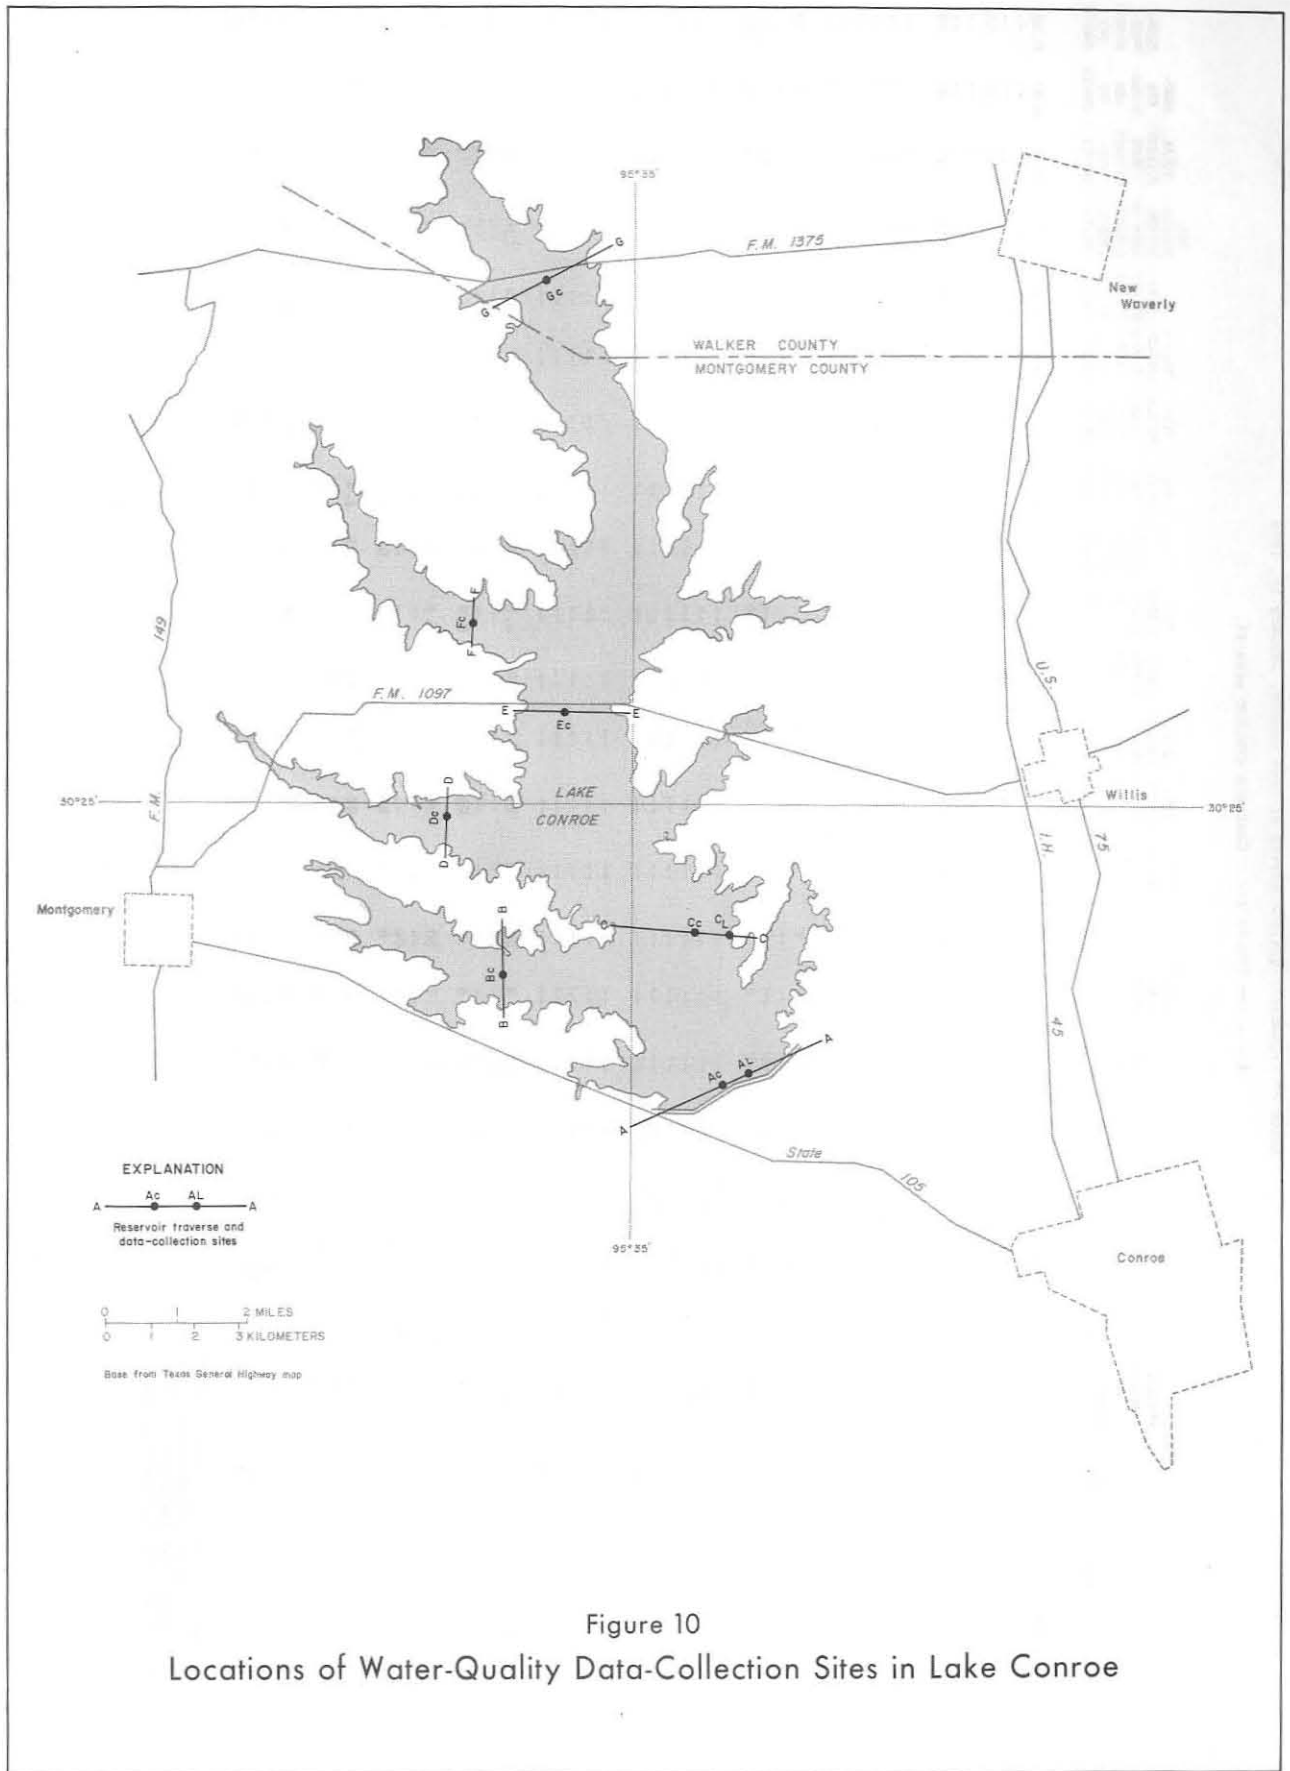 95°35'
F.M. 1375
New
Waverly
G
Gc
G
WALKER COUNTY
MONTGOMERY COUNTY
F
Fc
F
149
F.M.
U.S.
F.M. 1097
E
E
Ec
Willis
LAKE
CONROE
30°25'
30°25'
D
Dc
D
I.H.
75
Montgomery
B
Bc
B
C
Cc
CL
C
45
A
Ac
AL
A
State
105
95°35'
EXPLANATION
A Ac AL A
Reservoir traverse and
data-collection sites
Conroe
0 1 2 MILES
0 1 2 3 KILOMETERS
Base from Texas General Highway map
Figure 10
Locations of Water-Quality Data-Collection Sites in Lake Conroe